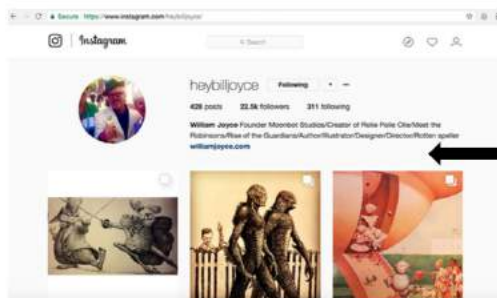 Secure https://www.instagram.com/heybilljoyce/
Instagram
Search
heybilljoyce Following
428 posts 22.5k followers 311 following
William Joyce Founder Moonbot Studios/Creator of Rolie Polie Olie/Meet the
Robinsons/Rise of the Guardians/Author/Illustrator/Designer/Director/Rotten speller
williamjoyce.com